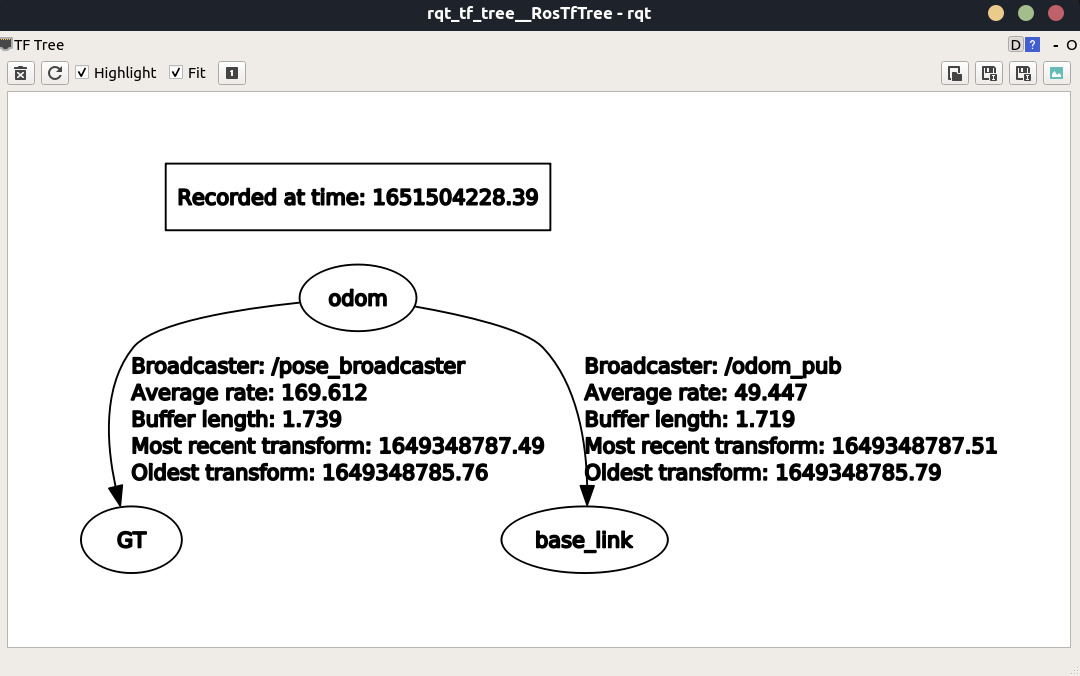 rqt_tf_tree__RosTfTree - rqt
TF Tree
D ? - O
Highlight Fit 1
Recorded at time: 1651504228.39
odom
Broadcaster: /pose_broadcaster
Average rate: 169.612
Buffer length: 1.739
Most recent transform: 1649348787.49
Oldest transform: 1649348785.76
Broadcaster: /odom_pub
Average rate: 49.447
Buffer length: 1.719
Most recent transform: 1649348787.51
Oldest transform: 1649348785.79
GT
base_link